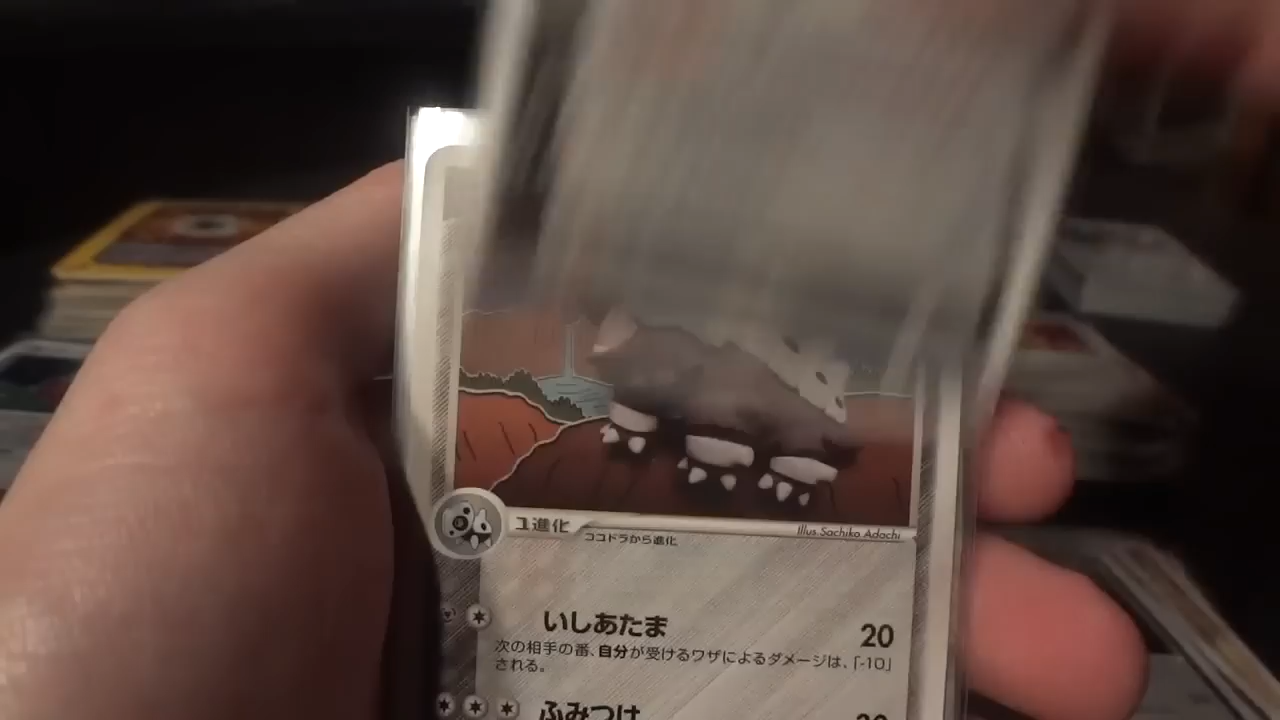 1進化
ココドラから進化
Illus.Sachiko Adachi
いしあたま
20
次の相手の番、自分が受けるワザによるダメージは、「-10」
される。
ふみつけ